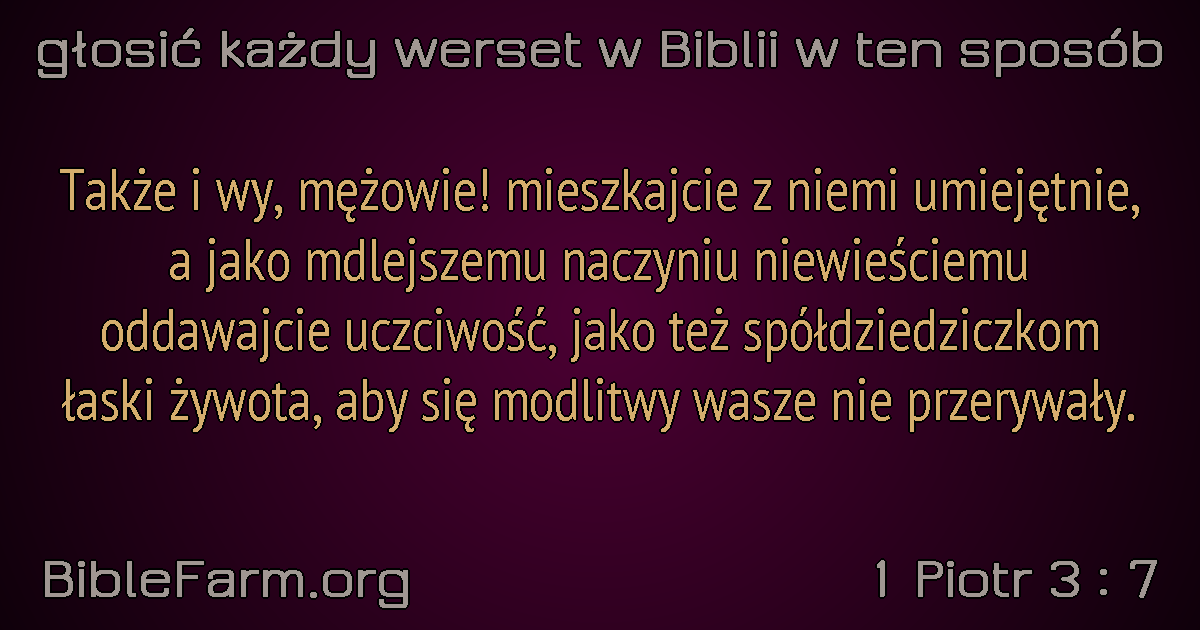 głosić każdy werset w Biblii w ten sposób
Także i wy, mężowie! mieszkajcie z niemi umiejętnie,
a jako mdlejszemu naczyniu niewieściemu
oddawajcie uczciwość, jako też spółdziedziczkom
łaski żywota, aby się modlitwy wasze nie przerywały.
BibleFarm.org
1 Piotr 3 : 7